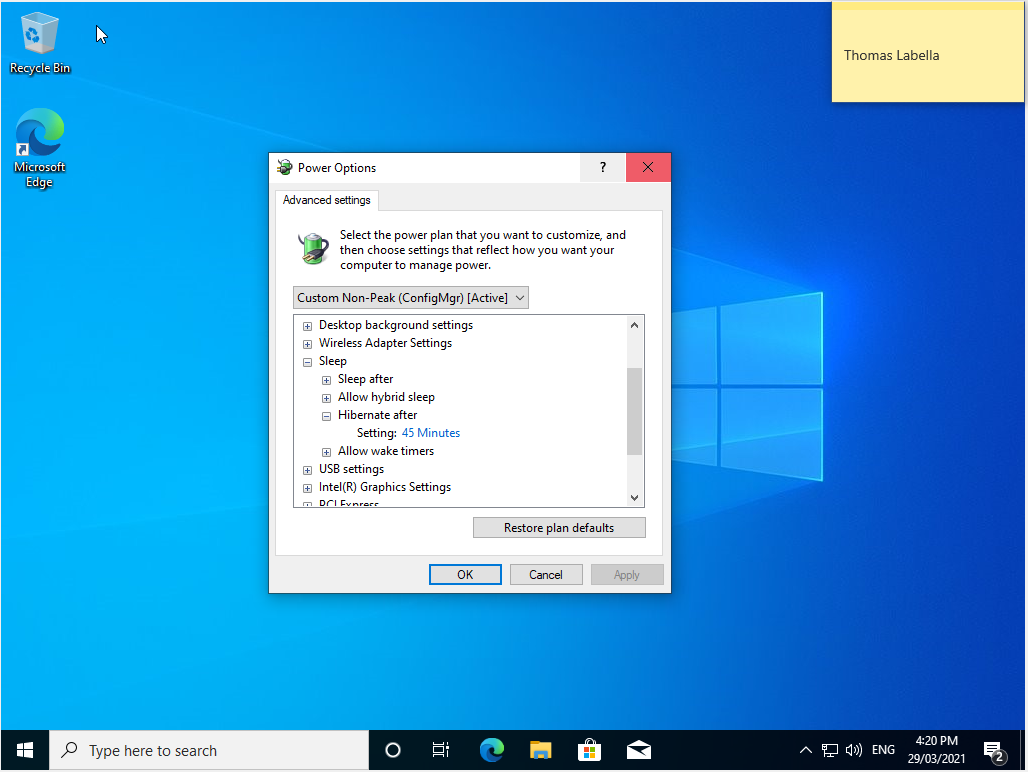 Recycle Bin
Microsoft
Edge
Thomas Labella
Power Options
?
Advanced settings
Select the power plan that you want to customize, and
then choose settings that reflect how you want your
computer to manage power.
Custom Non-Peak (ConfigMgr) [Active]
Desktop background settings
Wireless Adapter Settings
Sleep
Sleep after
Allow hybrid sleep
Hibernate after
Setting: 45 Minutes
Allow wake timers
USB settings
Intel(R) Graphics Settings
PCI Express
Restore plan defaults
OK Cancel Apply
Type here to search
ENG
4:20 PM
29/03/2021
2